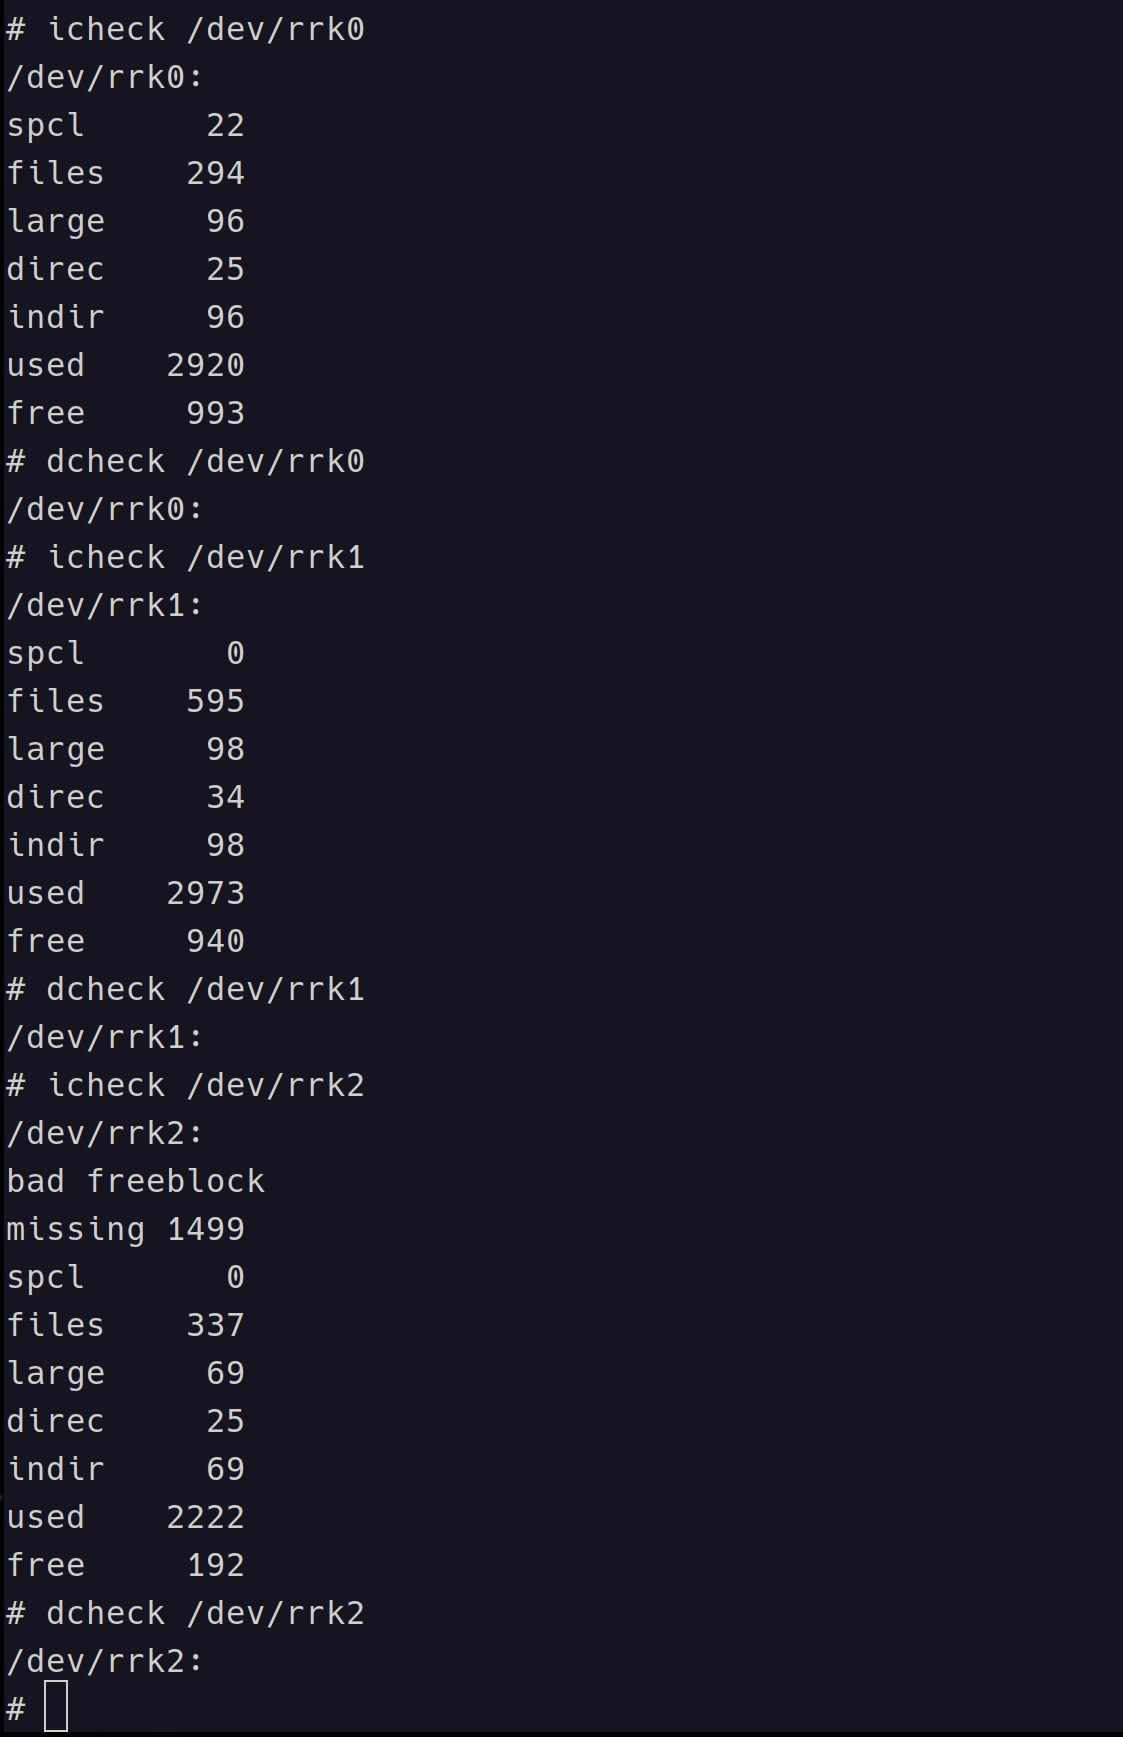 # icheck /dev/rrk0
/dev/rrk0:
spcl      22
files    294
large     96
direc     25
indir     96
used    2920
free     993
# dcheck /dev/rrk0
/dev/rrk0:
# icheck /dev/rrk1
/dev/rrk1:
spcl       0
files    595
large     98
direc     34
indir     98
used    2973
free     940
# dcheck /dev/rrk1
/dev/rrk1:
# icheck /dev/rrk2
/dev/rrk2:
bad freeblock
missing 1499
spcl       0
files    337
large     69
direc     25
indir     69
used    2222
free     192
# dcheck /dev/rrk2
/dev/rrk2:
#